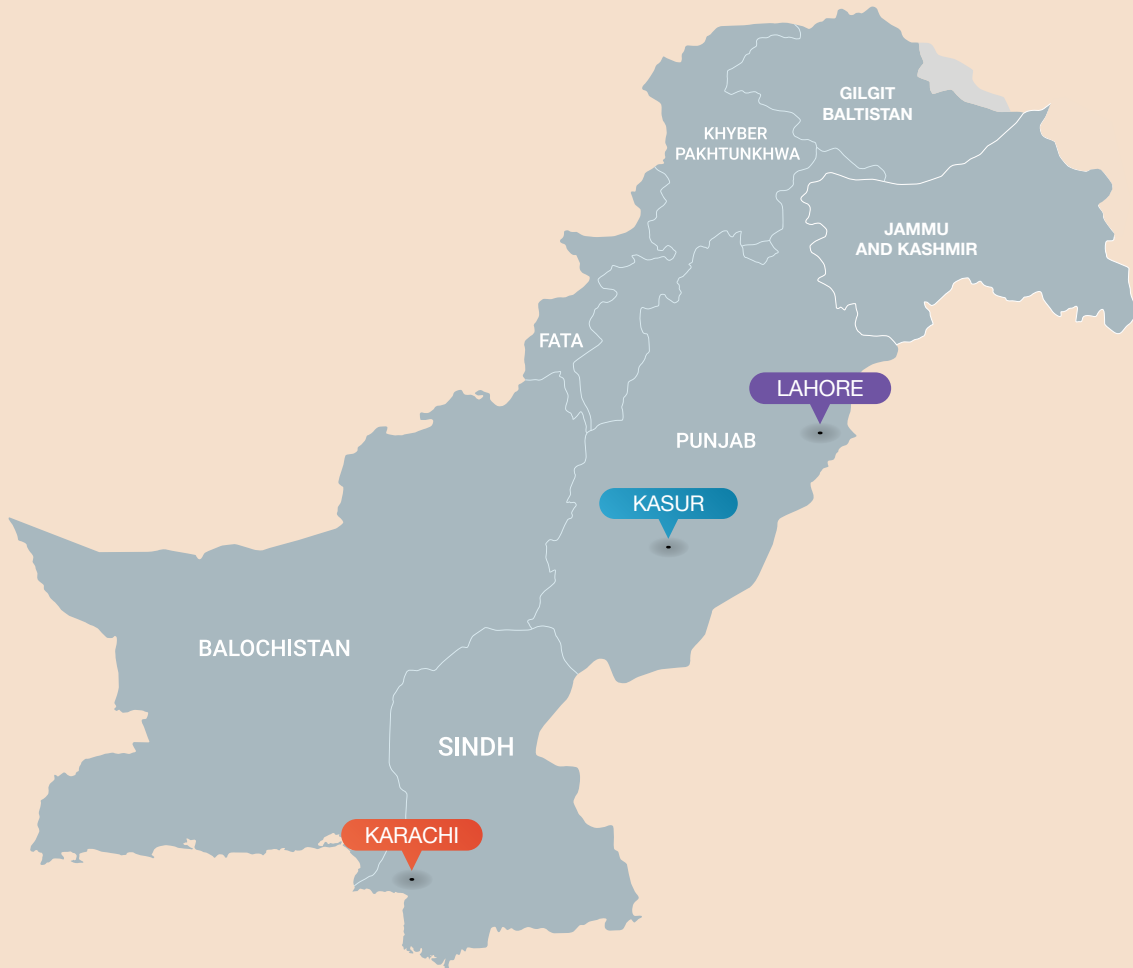 GILGIT
BALTISTAN
KHYBER
PAKHTUNKHWA
JAMMU
AND KASHMIR
FATA
LAHORE
PUNJAB
KASUR
BALOCHISTAN
SINDH
KARACHI